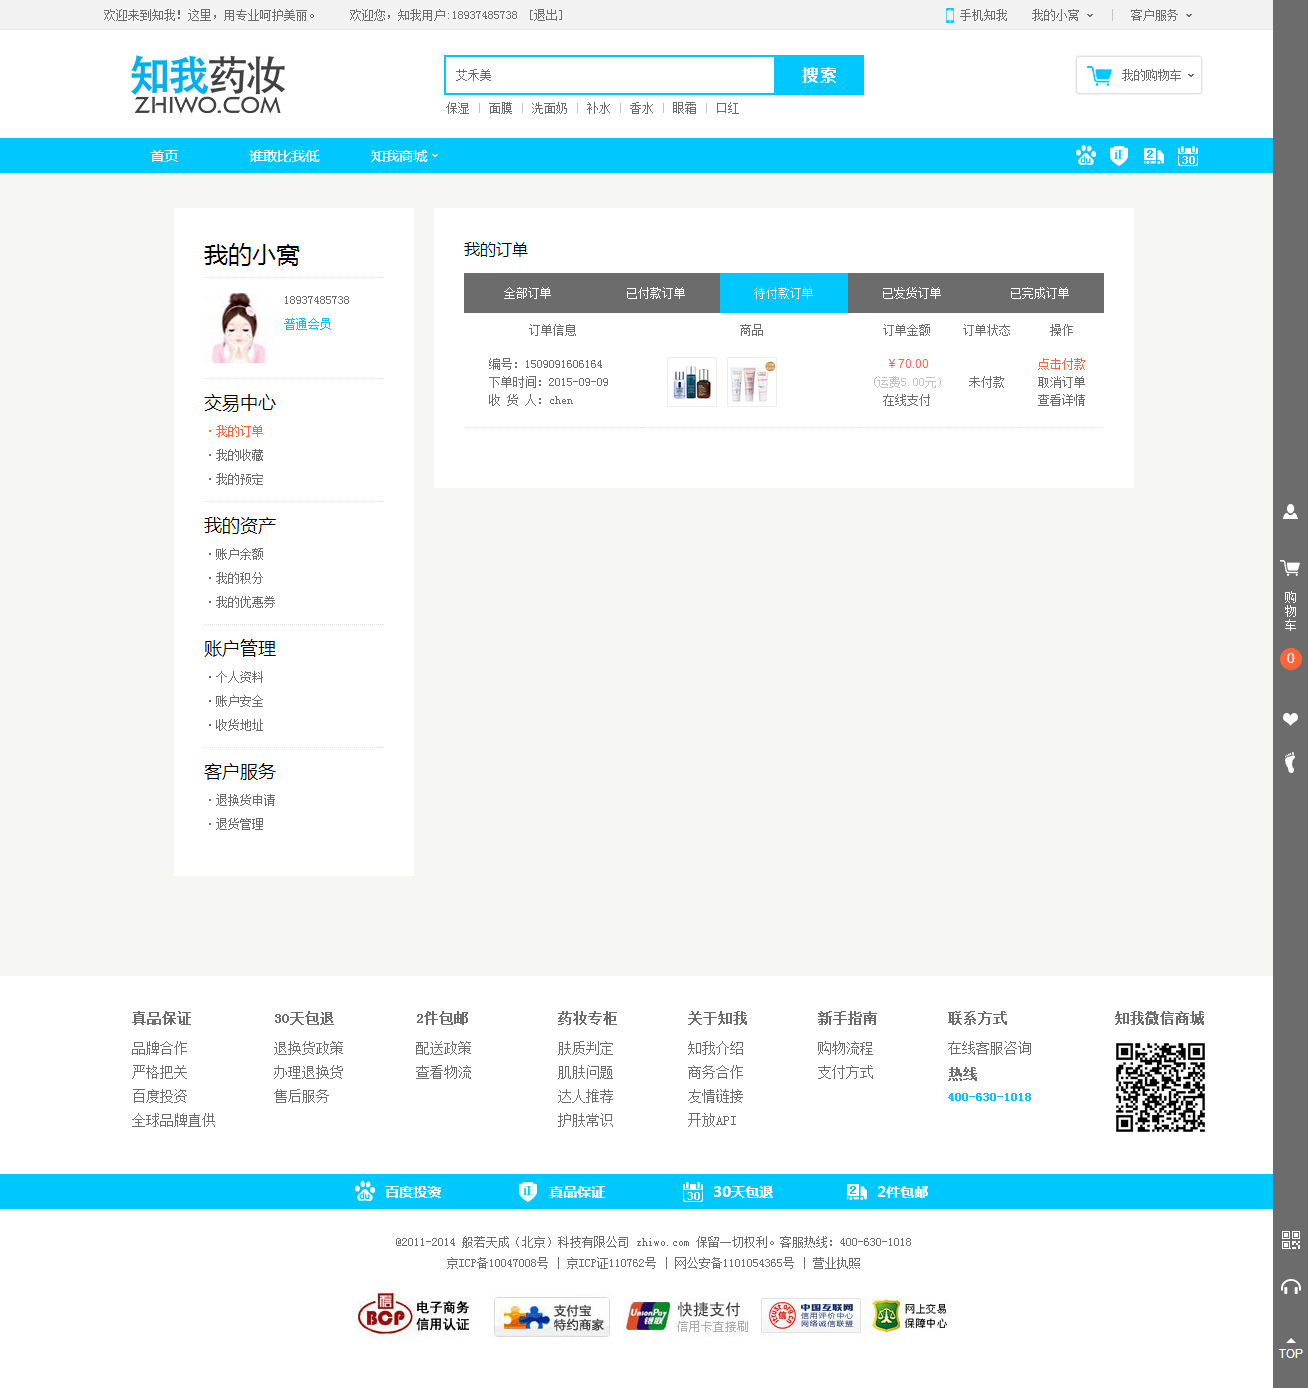 欢迎来到知我！这里，用专业呵护美丽。 欢迎您，知我用户:18937485738 [退出] 手机知我 我的小窝 客户服务
知我药妆
ZHIWO.COM
艾禾美 搜索
我的购物车
保湿 面膜 洗面奶 补水 香水 眼霜 口红
首页 谁敢比我低 知我商城 du 正 2 30
我的小窝
18937485738
普通会员
交易中心
·我的订单
·我的收藏
·我的预定
我的资产
·账户余额
·我的积分
·我的优惠券
账户管理
·个人资料
·账户安全
·收货地址
客户服务
·退换货申请
·退货管理
我的订单
全部订单 已付款订单 待付款订单 已发货订单 已完成订单
订单信息 商品 订单金额 订单状态 操作
编号：1509091606164
下单时间：2015-09-09
收 货 人：chen
￥70.00
(运费5.00元)
在线支付
未付款
点击付款
取消订单
查看详情
购物车
0
TOP
真品保证
品牌合作
严格把关
百度投资
全球品牌直供
30天包退
退换货政策
办理退换货
售后服务
2件包邮
配送政策
查看物流
药妆专柜
肤质判定
肌肤问题
达人推荐
护肤常识
关于知我
知我介绍
商务合作
友情链接
开放API
新手指南
购物流程
支付方式
联系方式
在线客服咨询
热线
400-630-1018
知我微信商城
du 百度投资 正 真品保证 30 30天包退 2 2件包邮
©2011-2014 般若天成（北京）科技有限公司 zhiwo.com 保留一切权利。客服热线：400-630-1018
京ICP备10047008号 | 京ICP证110762号 | 网公安备1101054365号 | 营业执照
信 BCP 电子商务
信用认证
支付宝
特约商家
UnionPay
银联
快捷支付
信用卡直接刷
中国互联网
信用评价中心
网络诚信联盟
网上交易
保障中心